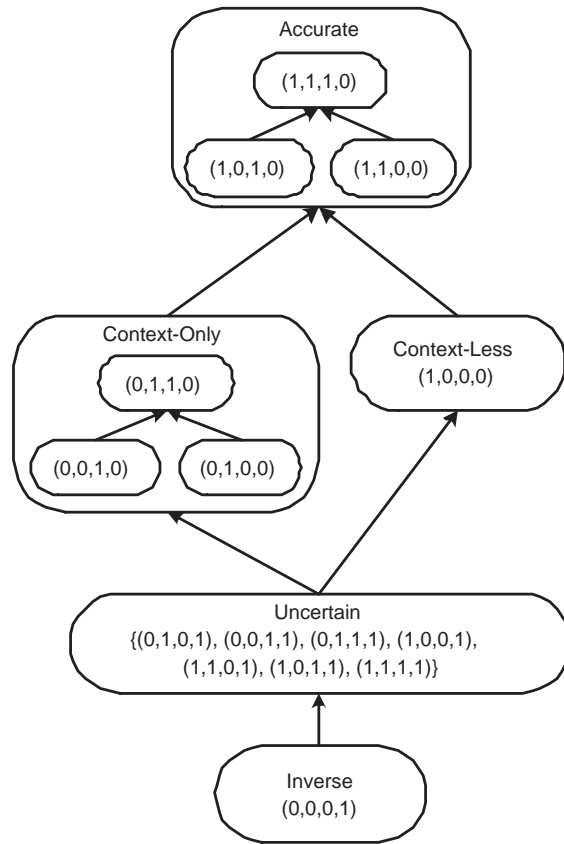 Accurate
(1,1,1,0)
(1,0,1,0)
(1,1,0,0)
Context-Only
(0,1,1,0)
(0,0,1,0)
(0,1,0,0)
Context-Less
(1,0,0,0)
Uncertain
{(0,1,0,1), (0,0,1,1), (0,1,1,1), (1,0,0,1),
(1,1,0,1), (1,0,1,1), (1,1,1,1)}
Inverse
(0,0,0,1)